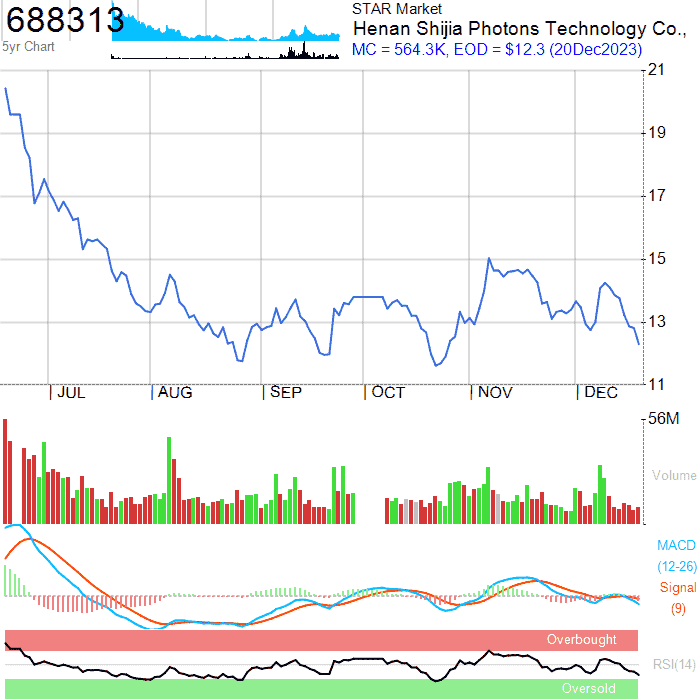 688313
5yr Chart
STAR Market
Henan Shijia Photons Technology Co.,
MC = 564.3K, EOD = $12.3 (20Dec2023)
21
19
17
15
13
11
JUL
AUG
SEP
OCT
NOV
DEC
56M
Volume
MACD
(12-26)
Signal
(9)
Overbought
RSI(14)
Oversold